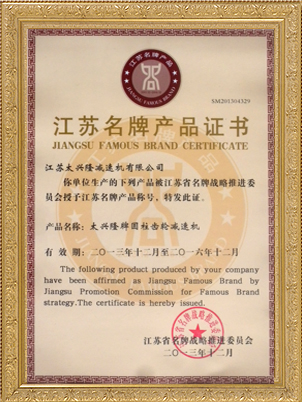 江苏名牌产品
JIANGSU FAMOUS BRAND
SM201304329
江苏名牌产品证书
JIANGSU FAMOUS BRAND CERTIFICATE
江苏太兴隆减速机有限公司
你单位生产的下列产品被江苏省名牌战略推进委
员会授予江苏名牌产品称号,特发此证。
产品名称:太兴隆牌圆柱齿轮减速机
有 效 期:二〇一三年十二月至二〇一六年十二月
The following product produced by your company
have been affirmed as Jiangsu Famous Brand by
Jiangsu Promotion Commission for Famous Brand
strategy.The certificate is hereby issued.
江苏省名牌战略推进委员会
二〇一三年十二月